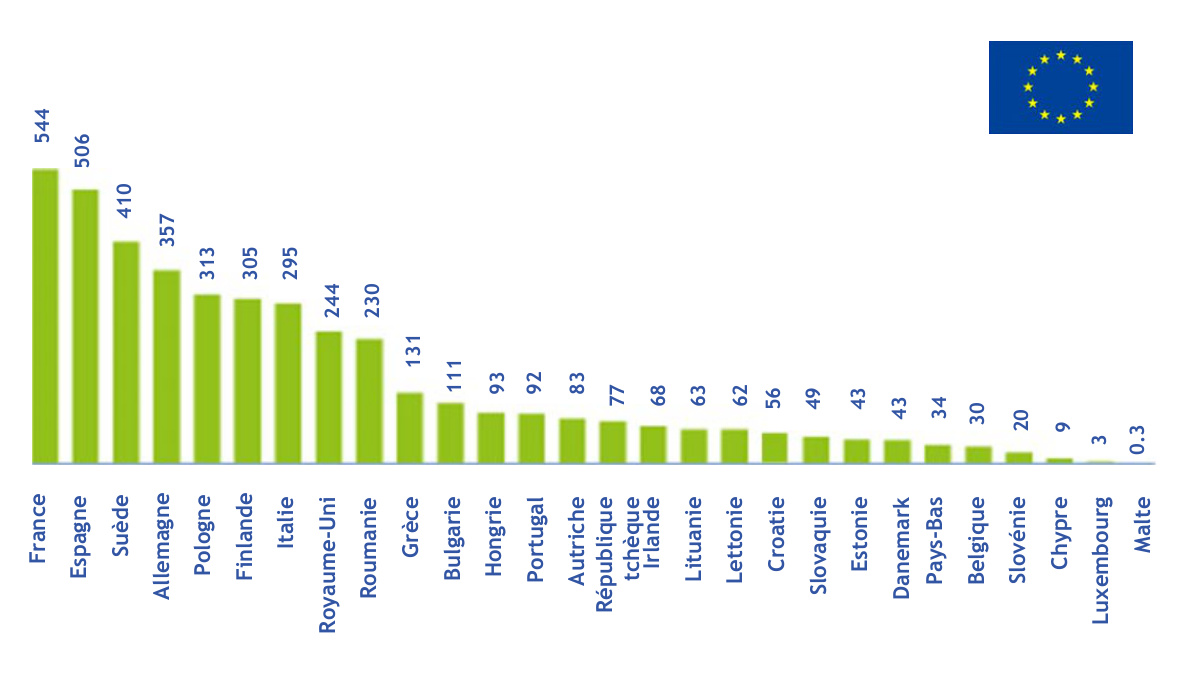 544
506
410
357
313
305
295
244
230
131
111
93
92
83
77
68
63
62
56
49
43
43
34
30
20
9
3
0.3
France
Espagne
Suède
Allemagne
Pologne
Finlande
Italie
Royaume-Uni
Roumanie
Grèce
Bulgarie
Hongrie
Portugal
Autriche
République
tchèque
Irlande
Lituanie
Lettonie
Croatie
Slovaquie
Estonie
Danemark
Pays-Bas
Belgique
Slovénie
Chypre
Luxembourg
Malte